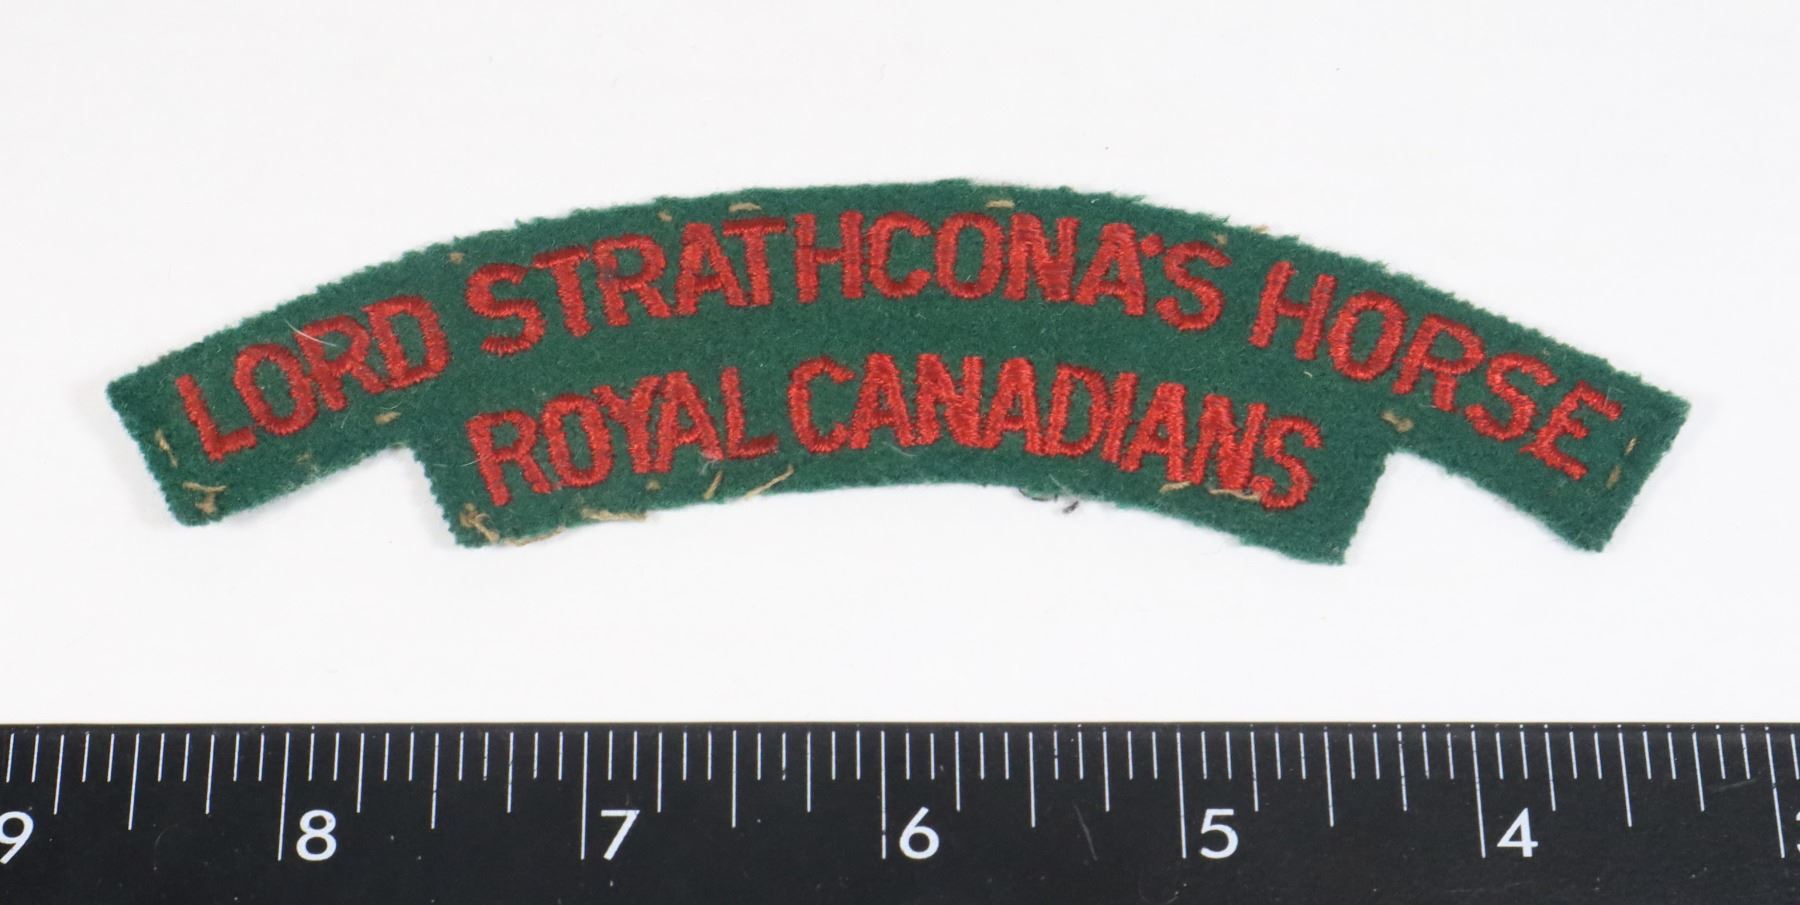 LORD STRATHCONA'S HORSE
ROYAL CANADIANS
9 8 7 6 5 4